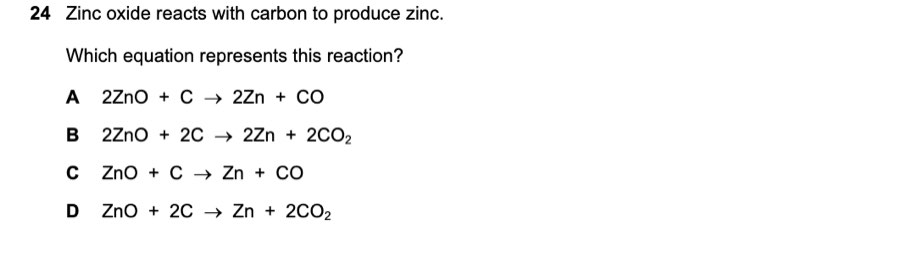 24 Zinc oxide reacts with carbon to produce zinc.
Which equation represents this reaction?
A 2ZnO + C → 2Zn + CO
B 2ZnO + 2C → 2Zn + 2CO₂
C ZnO + C → Zn + CO
D ZnO + 2C → Zn + 2CO₂